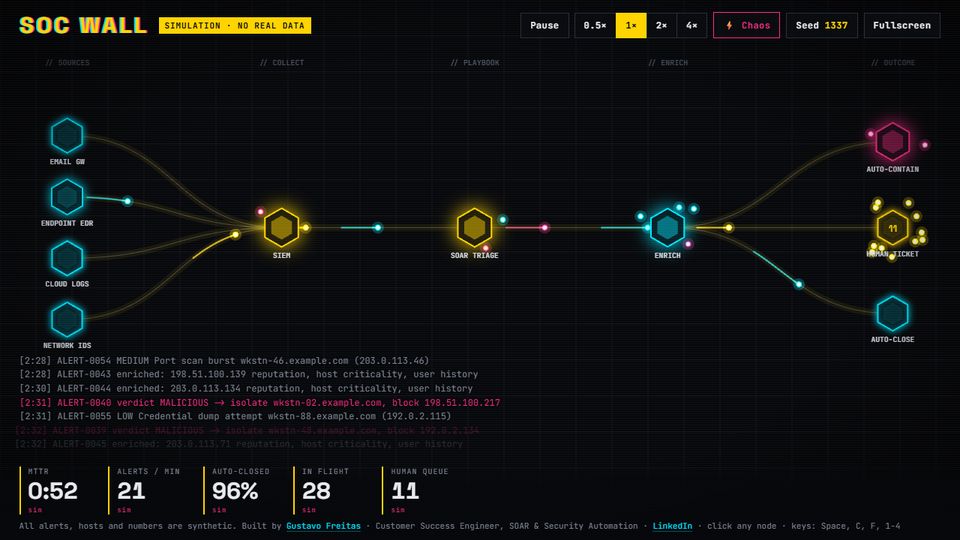 SOC WALL
SIMULATION · NO REAL DATA
Pause
0.5×
1×
2×
4×
Chaos
Seed 1337
Fullscreen
// SOURCES
// COLLECT
// PLAYBOOK
// ENRICH
// OUTCOME
EMAIL GW
ENDPOINT EDR
CLOUD LOGS
NETWORK IDS
SIEM
SOAR TRIAGE
ENRICH
AUTO-CONTAIN
11
HUMAN TICKET
AUTO-CLOSE
[2:28] ALERT-0054 MEDIUM Port scan burst wkstn-46.example.com (203.0.113.46)
[2:28] ALERT-0043 enriched: 198.51.100.139 reputation, host criticality, user history
[2:30] ALERT-0044 enriched: 203.0.113.134 reputation, host criticality, user history
[2:31] ALERT-0040 verdict MALICIOUS → isolate wkstn-02.example.com, block 198.51.100.217
[2:31] ALERT-0055 LOW Credential dump attempt wkstn-88.example.com (192.0.2.115)
[2:32] ALERT-0039 verdict MALICIOUS → isolate wkstn-48.example.com, block 192.0.2.134
[2:32] ALERT-0045 enriched: 203.0.113.71 reputation, host criticality, user history
MTTR
0:52
sim
ALERTS / MIN
21
sim
AUTO-CLOSED
96%
sim
IN FLIGHT
28
sim
HUMAN QUEUE
11
sim
All alerts, hosts and numbers are synthetic. Built by Gustavo Freitas · Customer Success Engineer, SOAR & Security Automation · LinkedIn · click any node · keys: Space, C, F, 1-4